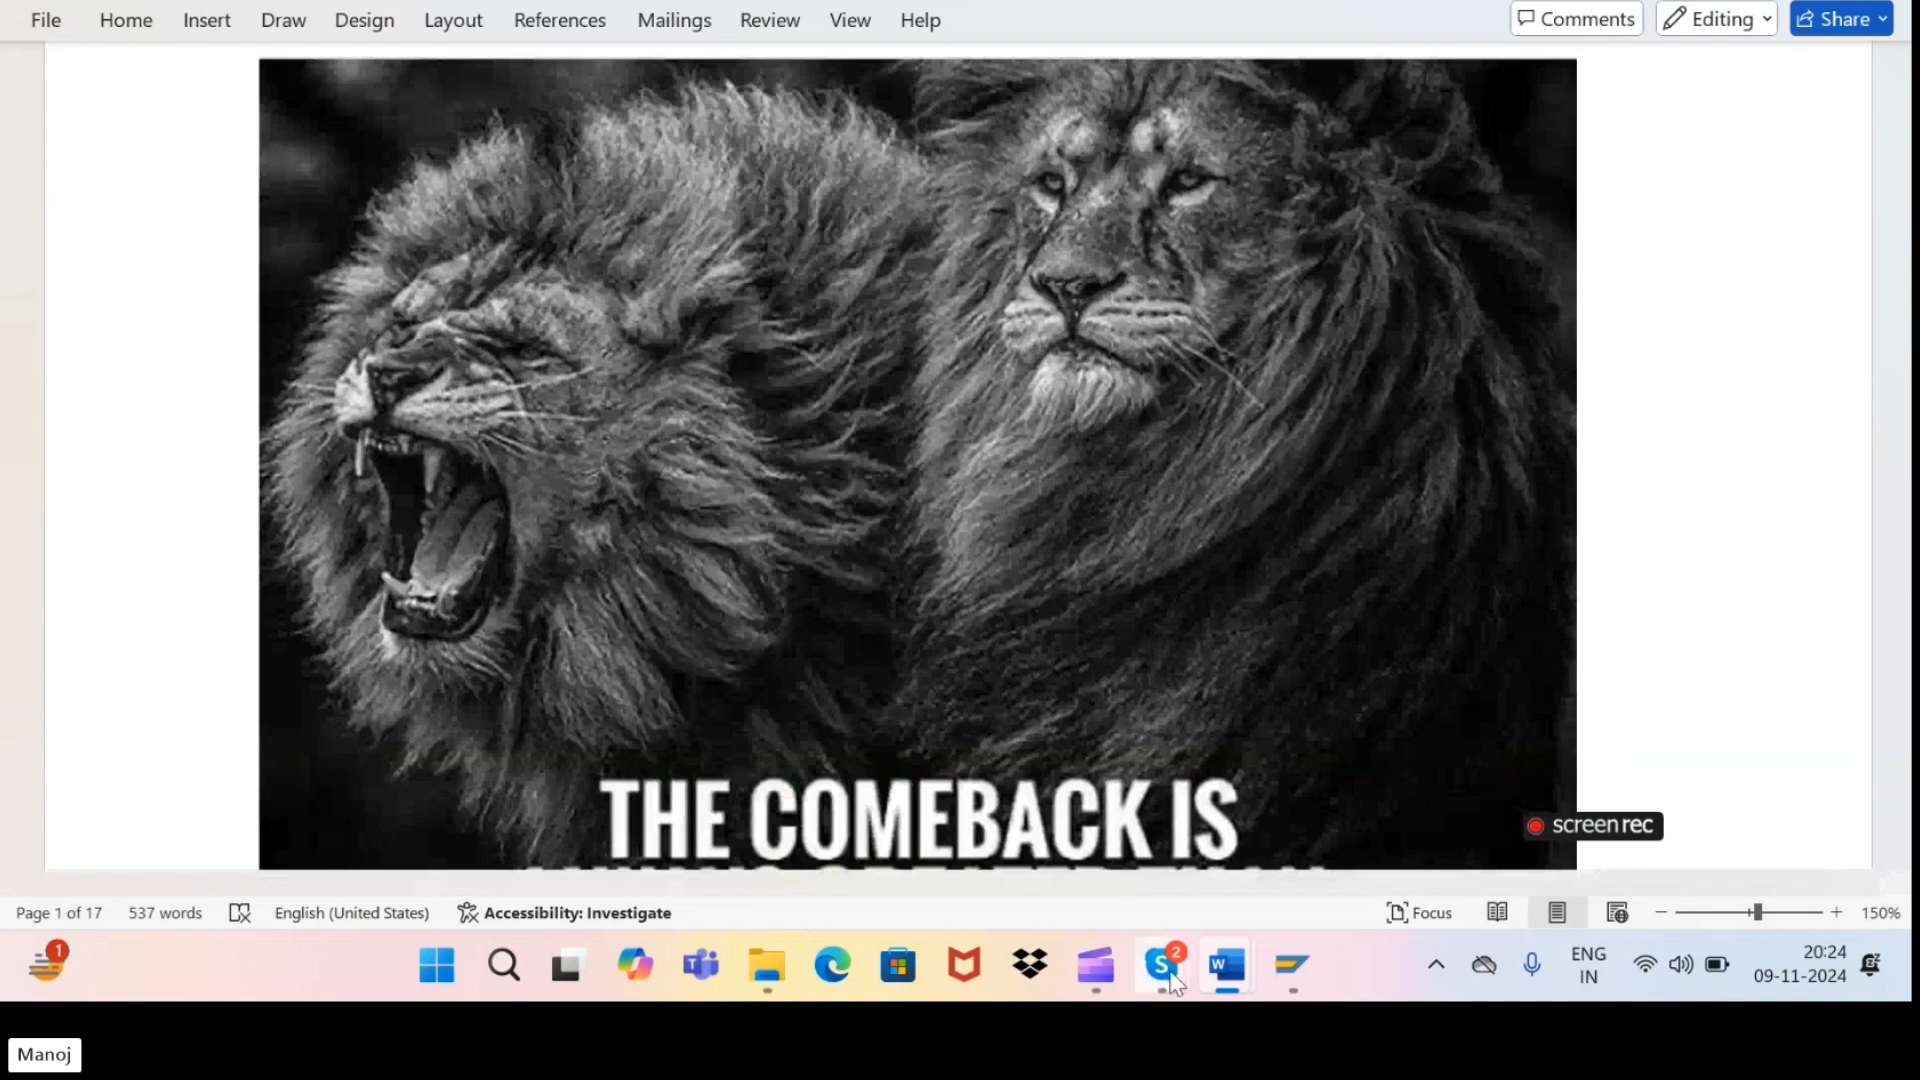 File Home Insert Draw Design Layout References Mailings Review View Help Comments Editing Share
THE COMEBACK IS
screenrec
Page 1 of 17 537 words English (United States) Accessibility: Investigate Focus 150%
1 2 ENG 20:24
IN 09-11-2024
Manoj